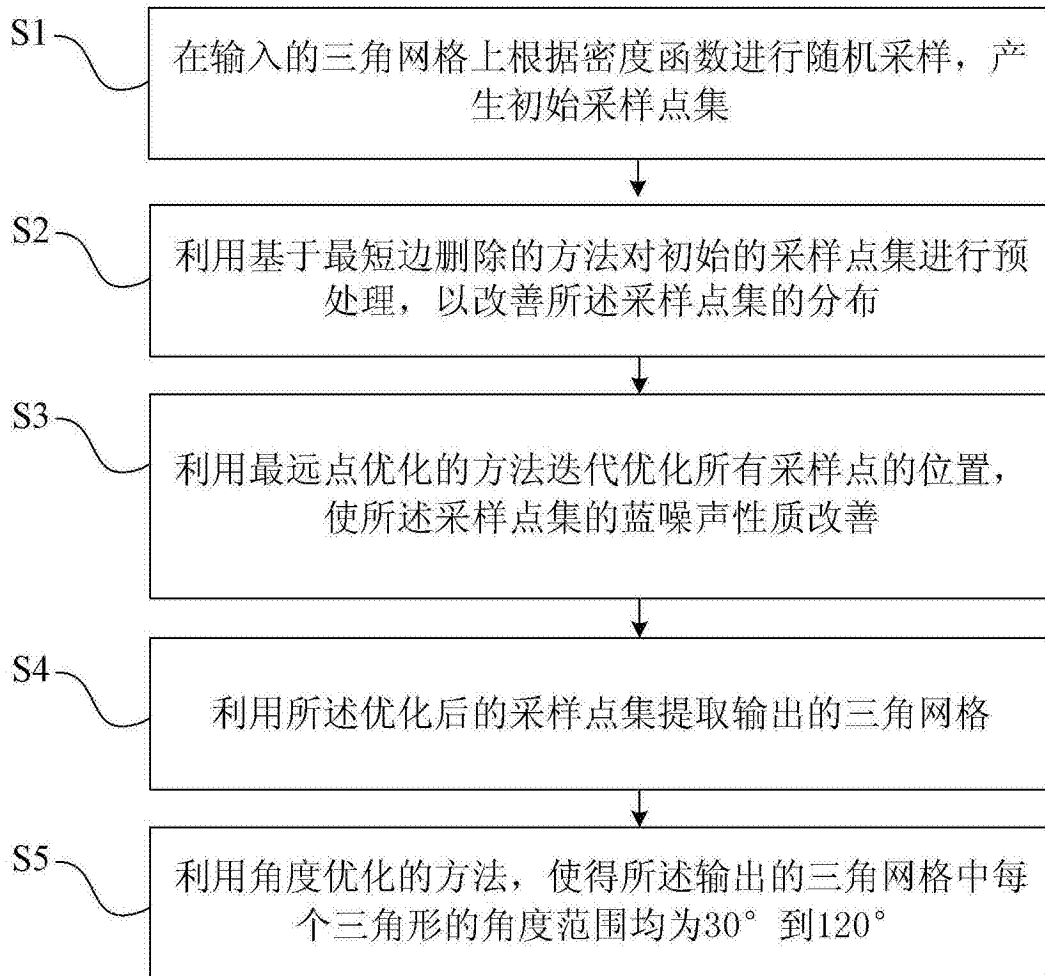 S1
在输入的三角网格上根据密度函数进行随机采样，产
生初始采样点集
S2
利用基于最短边删除的方法对初始的采样点集进行预
处理，以改善所述采样点集的分布
S3
利用最远点优化的方法迭代优化所有采样点的位置，
使所述采样点集的蓝噪声性质改善
S4
利用所述优化后的采样点集提取输出的三角网格
S5
利用角度优化的方法，使得所述输出的三角网格中每
个三角形的角度范围均为30°到120°